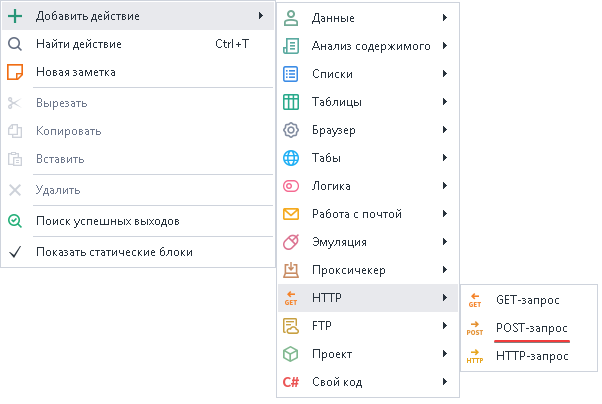 Добавить действие
Найти действие Ctrl+T
Новая заметка
Вырезать
Копировать
Вставить
Удалить
Поиск успешных выходов
Показать статические блоки
Данные
Анализ содержимого
Списки
Таблицы
Браузер
Табы
Логика
Работа с почтой
Эмуляция
Проксичекер
GET HTTP
FTP
Проект
C# Свой код
GET GET-запрос
POST POST-запрос
HTTP HTTP-запрос